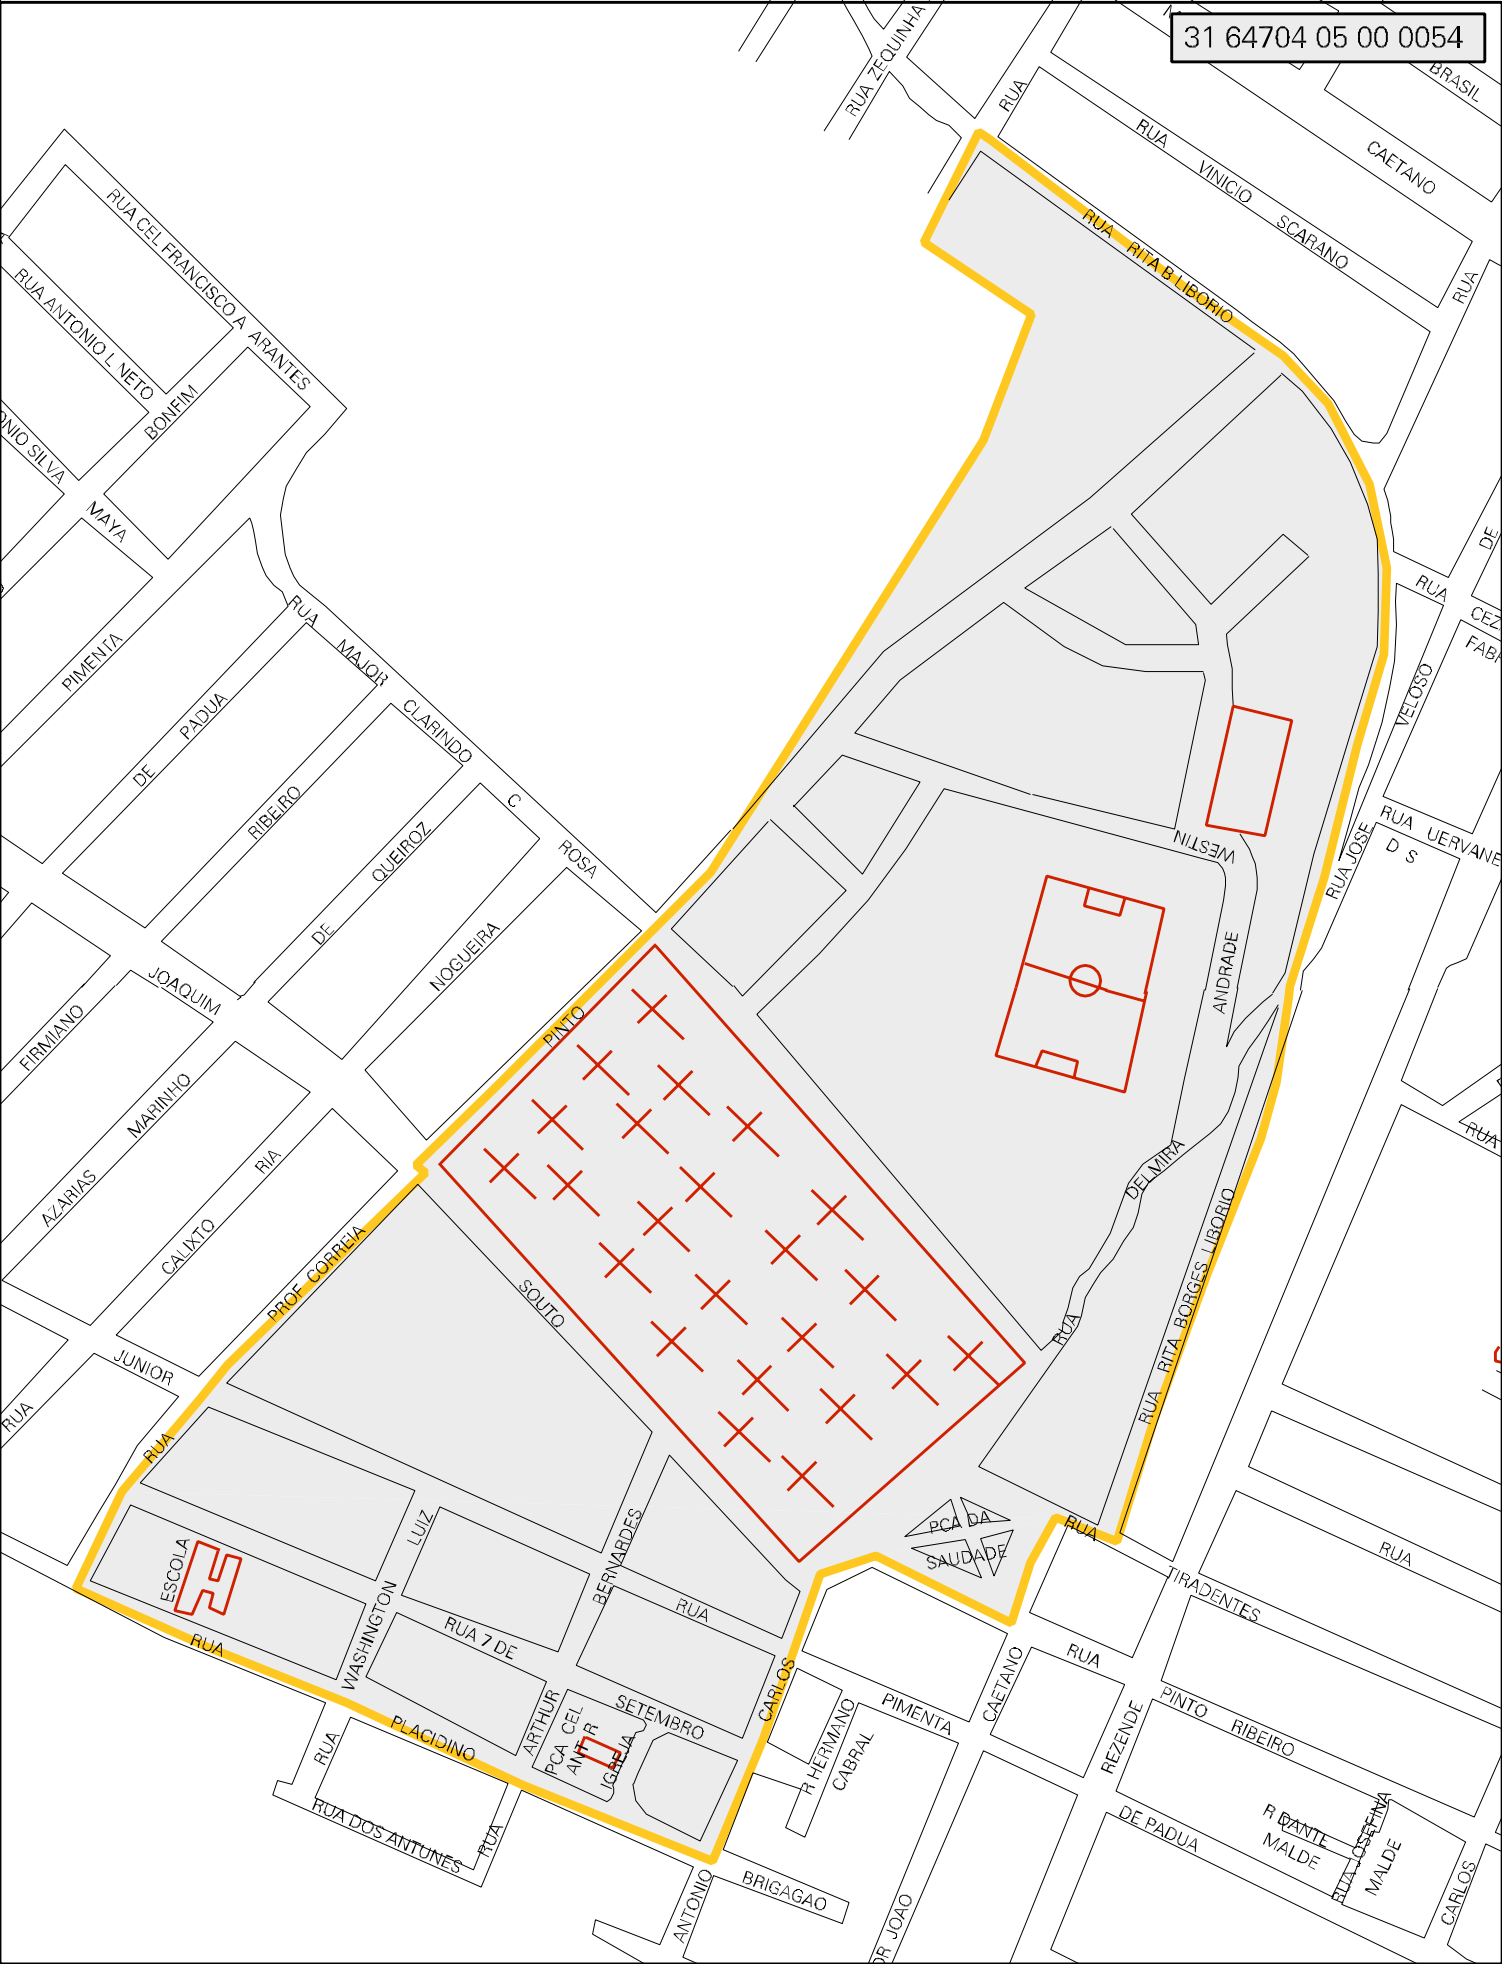 31 64704 05 00 0054
RUA ZEQUINHA
RUA
BRASIL
RUA VINICIO SCARANO
CAETANO
RUA RITA B LIBORIO
RUA
RUA CEL FRANCISCO A ARANTES
RUA ANTONIO L NETO
BONFIM
ONIO SILVA
MAYA
DE
RUA
CEZ
FABR
RUA MAJOR CLARINDO C ROSA
PIMENTA
DE PADUA
RIBEIRO
DE QUEIROZ
NOGUEIRA
VELOSO
RUA JOSE
RUA UERVANE
D S
WESTIN
ANDRADE
DELMIRA
RUA
JOAQUIM
FIRMIANO
AZARIAS MARINHO
CALIXTO RIA
PINTO
PROF CORREIA
RUA
JUNIOR
RUA
SOUTO
RUA RITA BORGES LIBORIO
RUA
PCA DA
SAUDADE
RUA
TIRADENTES
RUA
ESCOLA
LUIZ
WASHINGTON
BERNARDES
RUA
RUA 7 DE
SETEMBRO
RUA
PLACIDINO
ARTHUR
PCA CEL
ANT R
IGREJA
CARLOS
RUA
RUA DOS ANTUNES
RUA
R HERMANO
CABRAL
PIMENTA
CAETANO
RUA
PINTO RIBEIRO
REZENDE
DE PADUA
R DANTE
MALDE
RUA JOSEFINA
MALDE
CARLOS
BRIGAGAO
ANTONIO
DR JOAO